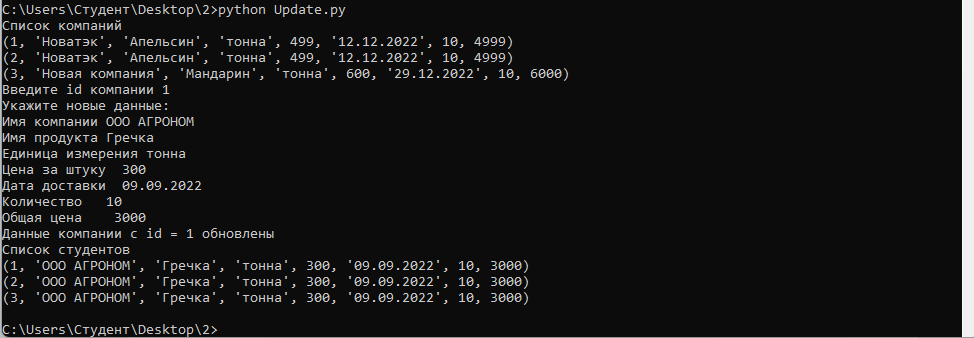 C:\Users\Студент\Desktop\2>python Update.py
Список компаний
(1, 'Новатэк', 'Апельсин', 'тонна', 499, '12.12.2022', 10, 4999)
(2, 'Новатэк', 'Апельсин', 'тонна', 499, '12.12.2022', 10, 4999)
(3, 'Новая компания', 'Мандарин', 'тонна', 600, '29.12.2022', 10, 6000)
Введите id компании 1
Укажите новые данные:
Имя компании ООО АГРОНОМ
Имя продукта Гречка
Единица измерения тонна
Цена за штуку  300
Дата доставки  09.09.2022
Количество   10
Общая цена    3000
Данные компании с id = 1 обновлены
Список студентов
(1, 'ООО АГРОНОМ', 'Гречка', 'тонна', 300, '09.09.2022', 10, 3000)
(2, 'ООО АГРОНОМ', 'Гречка', 'тонна', 300, '09.09.2022', 10, 3000)
(3, 'ООО АГРОНОМ', 'Гречка', 'тонна', 300, '09.09.2022', 10, 3000)
C:\Users\Студент\Desktop\2>